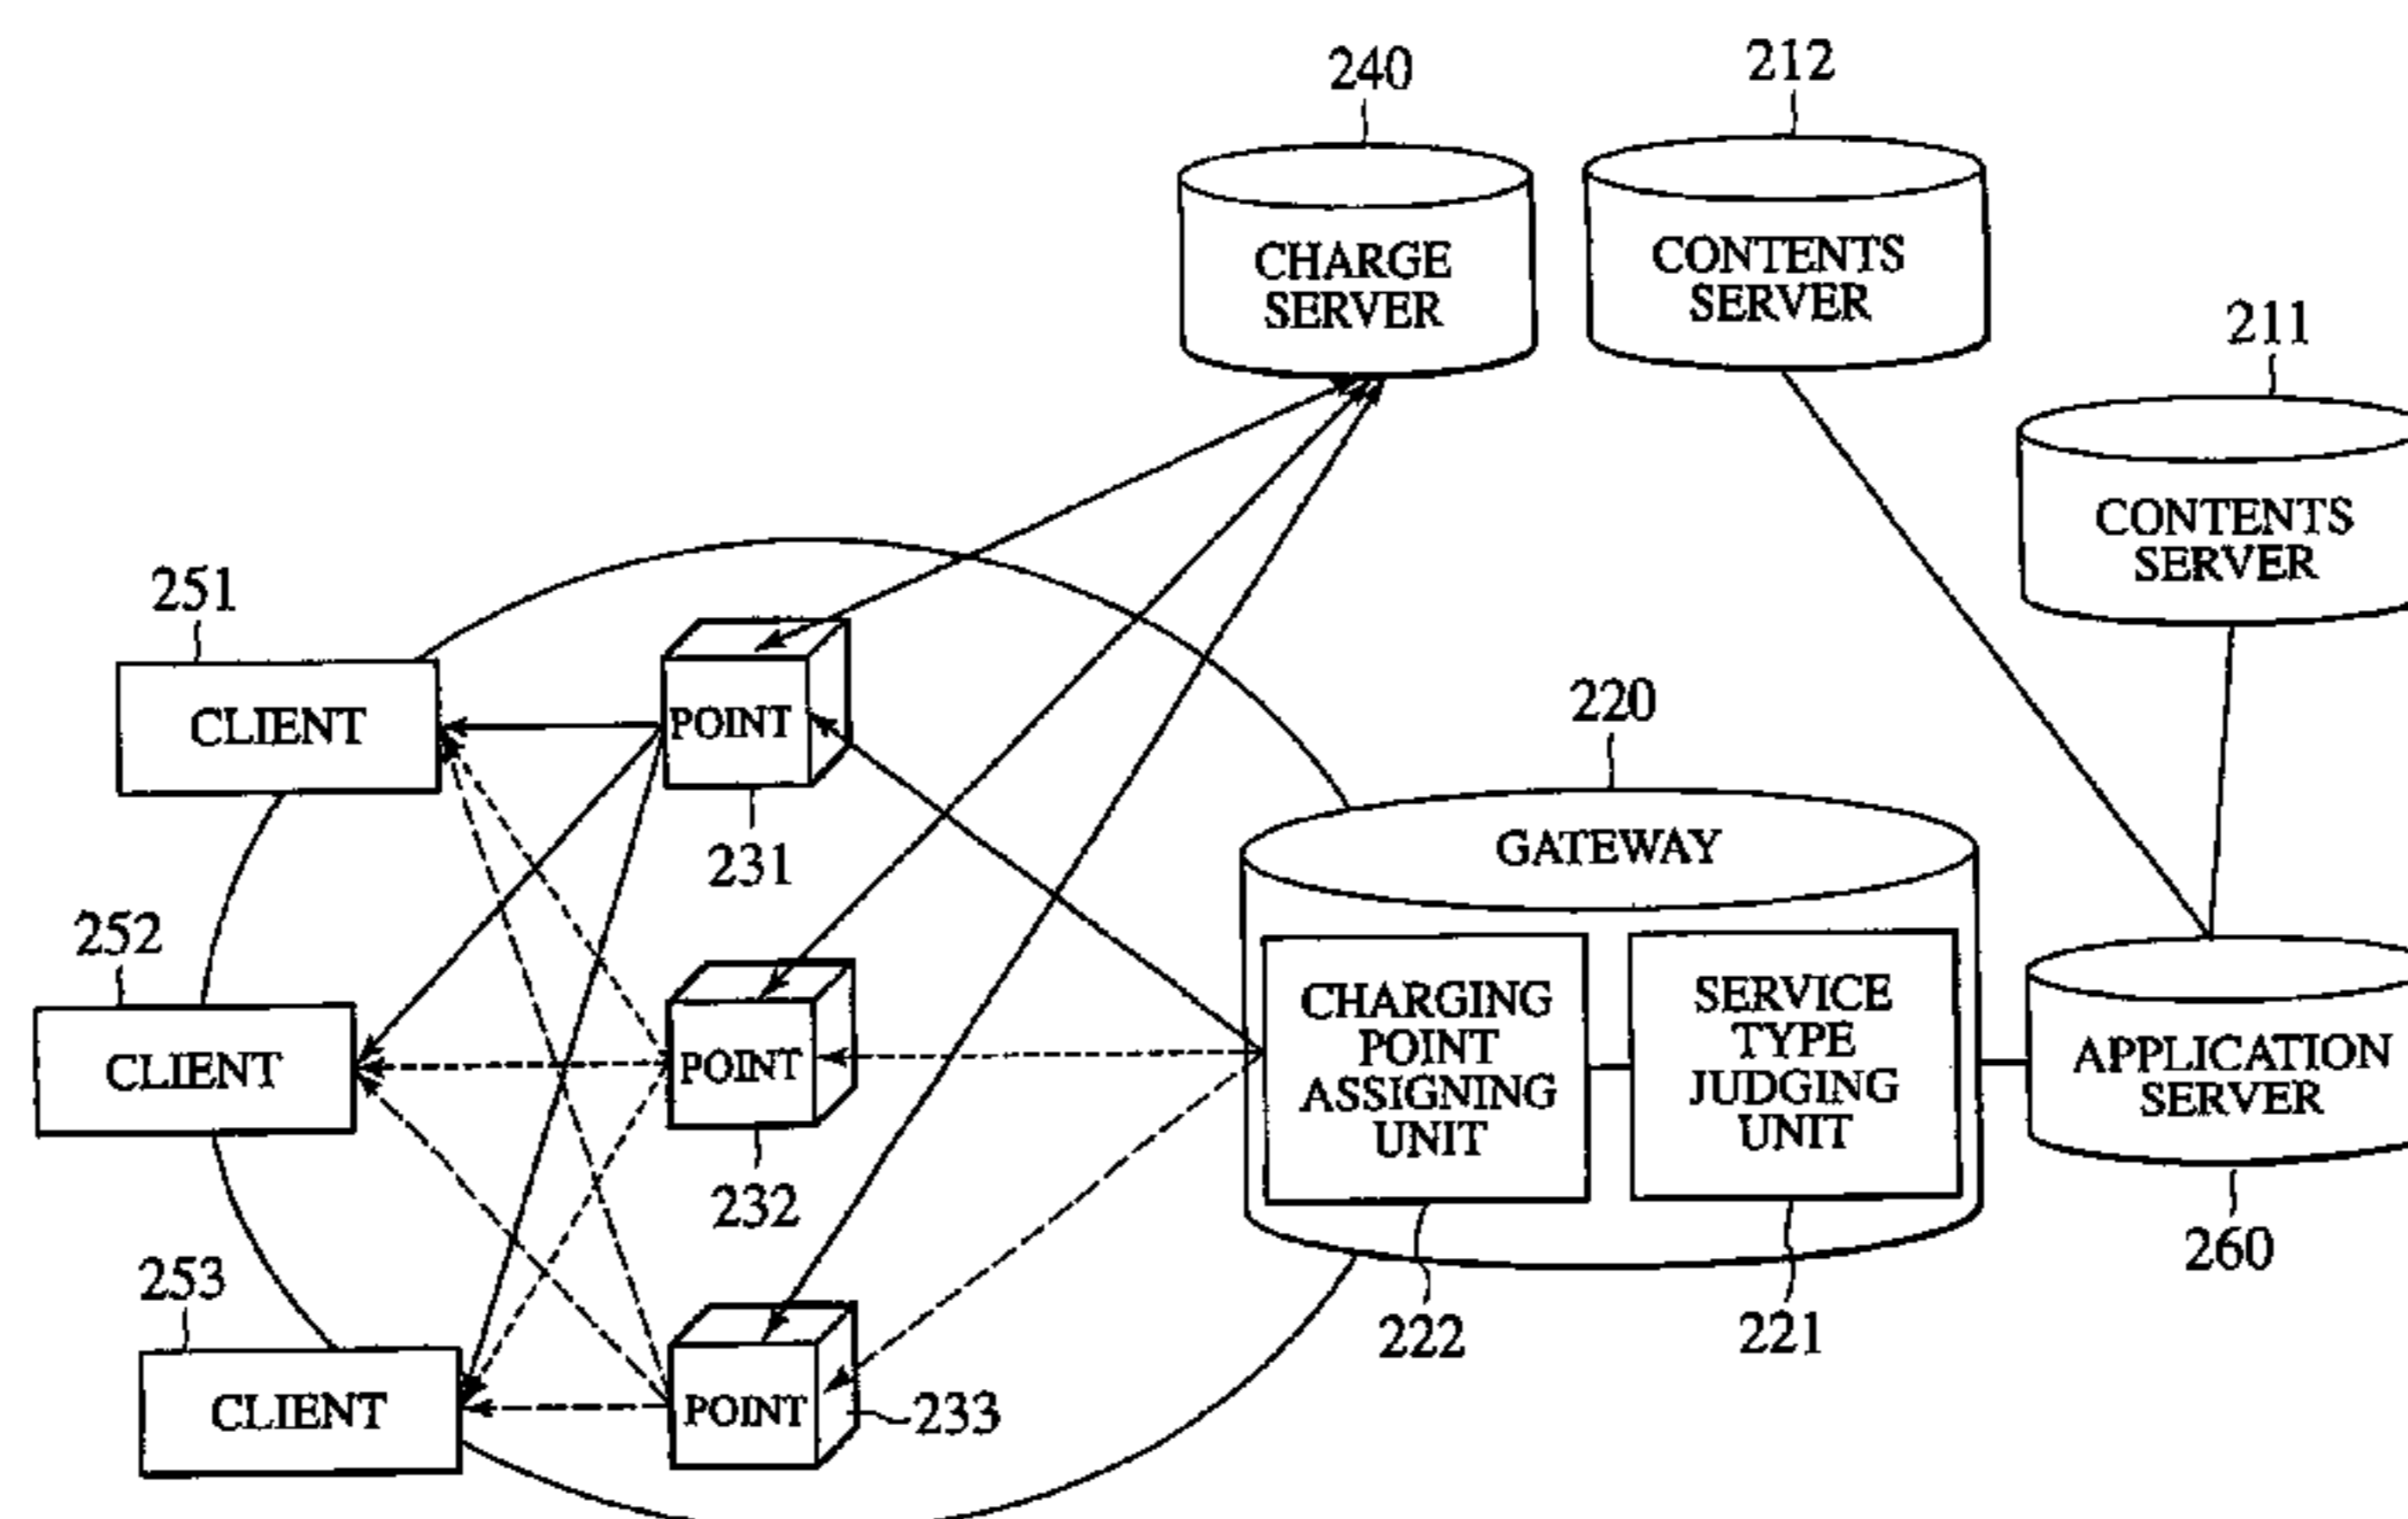 240
212
CHARGE
SERVER
CONTENTS
SERVER
211
CONTENTS
SERVER
251
CLIENT
POINT
231
220
GATEWAY
252
CLIENT
POINT
232
CHARGING
POINT
ASSIGNING
UNIT
SERVICE
TYPE
JUDGING
UNIT
APPLICATION
SERVER
260
253
CLIENT
POINT
233
222
221